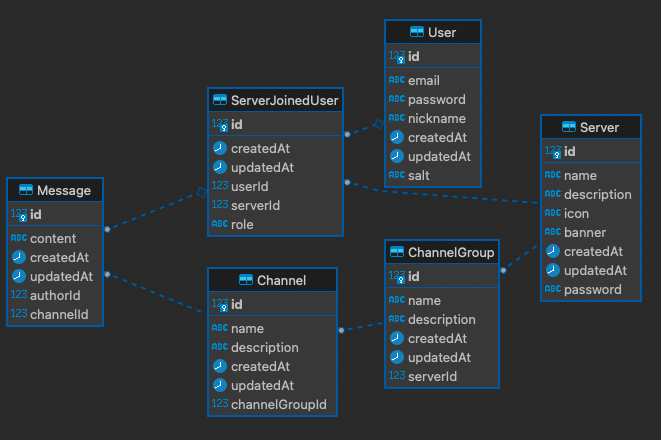 User
123 id
ABC email
ABC password
ABC nickname
createdAt
updatedAt
ABC salt
ServerJoinedUser
123 id
createdAt
updatedAt
123 userId
123 serverId
ABC role
Server
123 id
ABC name
ABC description
ABC icon
ABC banner
createdAt
updatedAt
ABC password
Message
123 id
ABC content
createdAt
updatedAt
123 authorId
123 channelId
Channel
123 id
ABC name
ABC description
createdAt
updatedAt
123 channelGroupId
ChannelGroup
123 id
ABC name
ABC description
createdAt
updatedAt
123 serverId